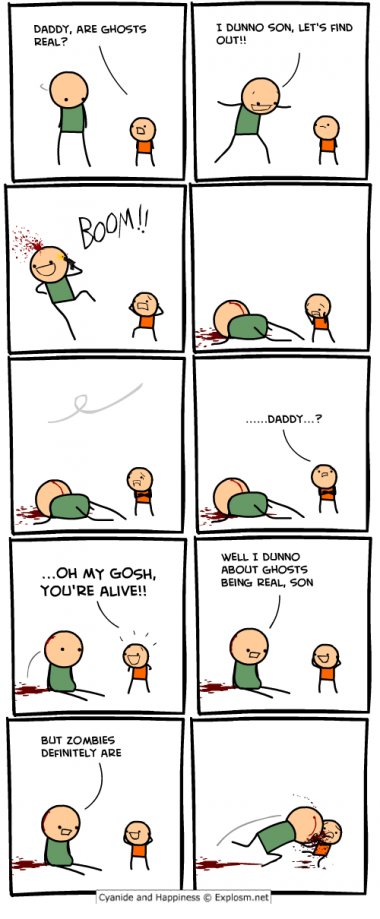 DADDY, ARE GHOSTS
REAL?
I DUNNO SON, LET'S FIND
OUT!!
BOOM!!
......DADDY...?
...OH MY GOSH,
YOU'RE ALIVE!!
WELL I DUNNO
ABOUT GHOSTS
BEING REAL, SON
BUT ZOMBIES
DEFINITELY ARE
Cyanide and Happiness © Explosm.net